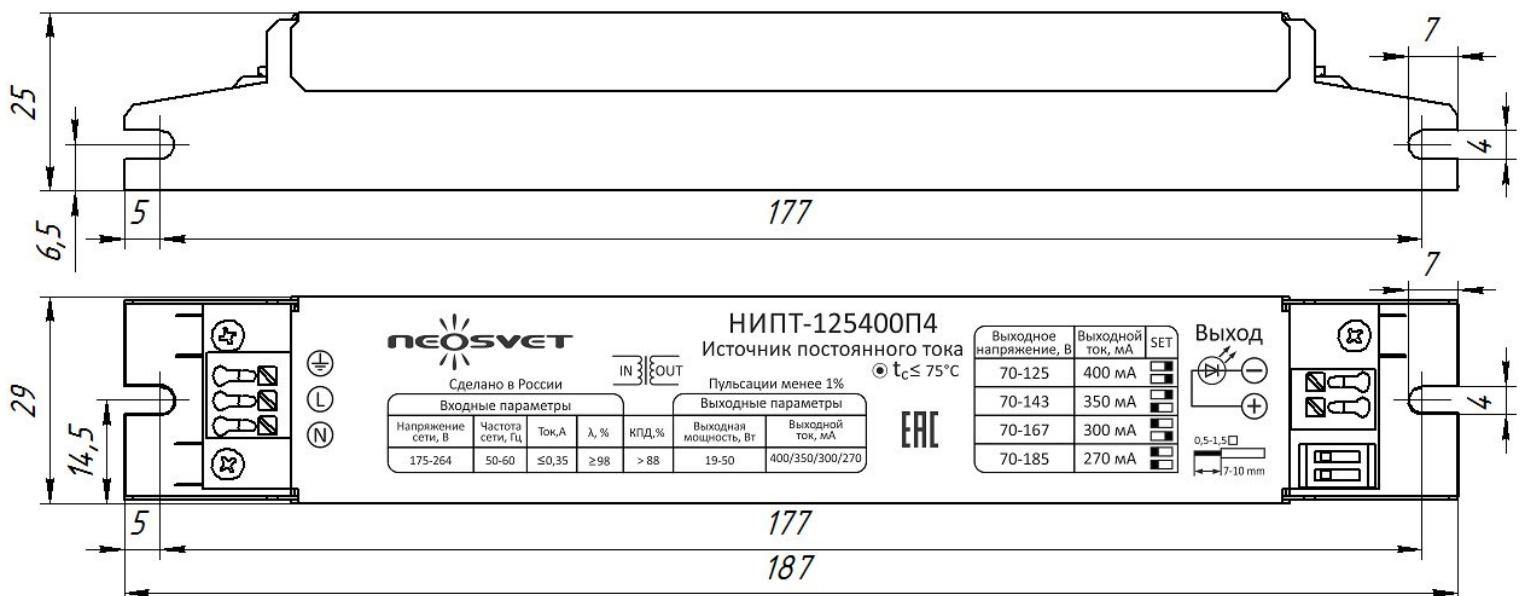 25
6,5
5
177
7
4
29
14,5
neosvet
Сделано в России
IN OUT
НИПТ-125400П4
Источник постоянного тока
tc≤ 75°C
Пульсации менее 1%
Входные параметры
Выходные параметры
Напряжение сети, В
Частота сети, Гц
Ток,А
λ, %
КПД,%
Выходная мощность, Вт
Выходной ток, мА
175-264
50-60
≤0,35
≥98
> 88
19-50
400/350/300/270
L
N
EAC
Выходное напряжение, В
Выходной ток, мА
SET
70-125
400 мА
70-143
350 мА
70-167
300 мА
70-185
270 мА
Выход
0,5-1,5
7-10 mm
7
4
5
177
187